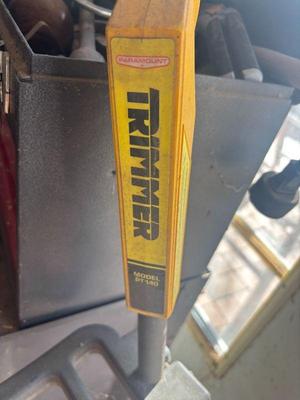 PARAMOUNT
TRIMMER
MODEL
PT140